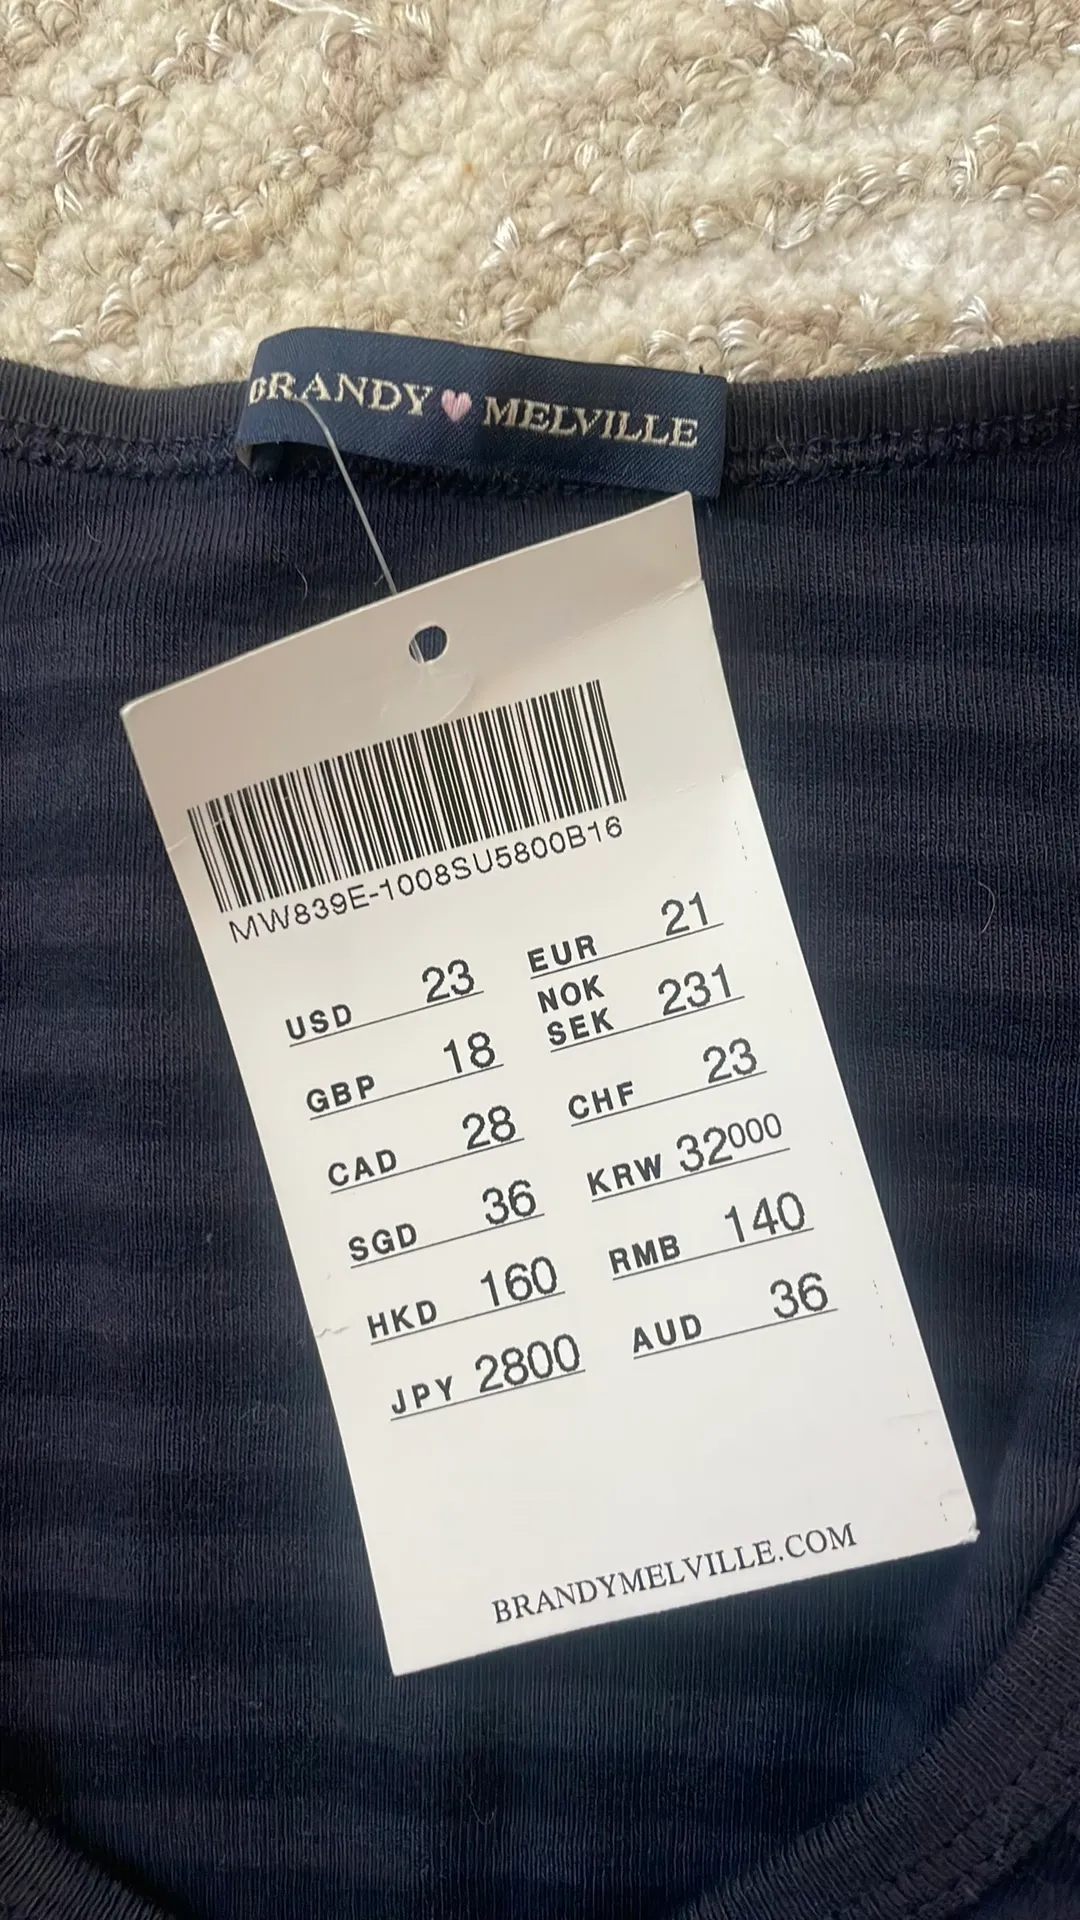 BRANDY MELVILLE
MW839E-1008SU5800B16
USD 23
GBP 18
CAD 28
SGD 36
HKD 160
JPY 2800
EUR 21
NOK
SEK 231
CHF 23
KRW 32000
RMB 140
AUD 36
BRANDYMELVILLE.COM